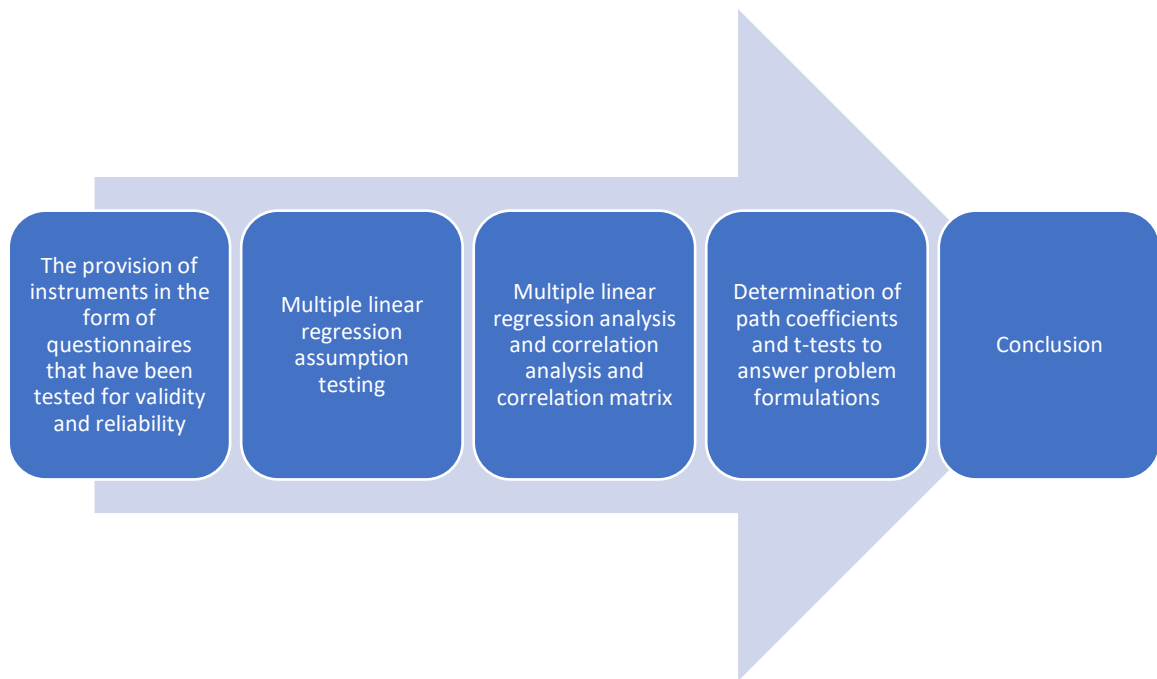 The provision of
instruments in the
form of
questionnaires
that have been
tested for validity
and reliability
Multiple linear
regression
assumption
testing
Multiple linear
regression analysis
and correlation
analysis and
correlation matrix
Determination of
path coefficients
and t-tests to
answer problem
formulations
Conclusion